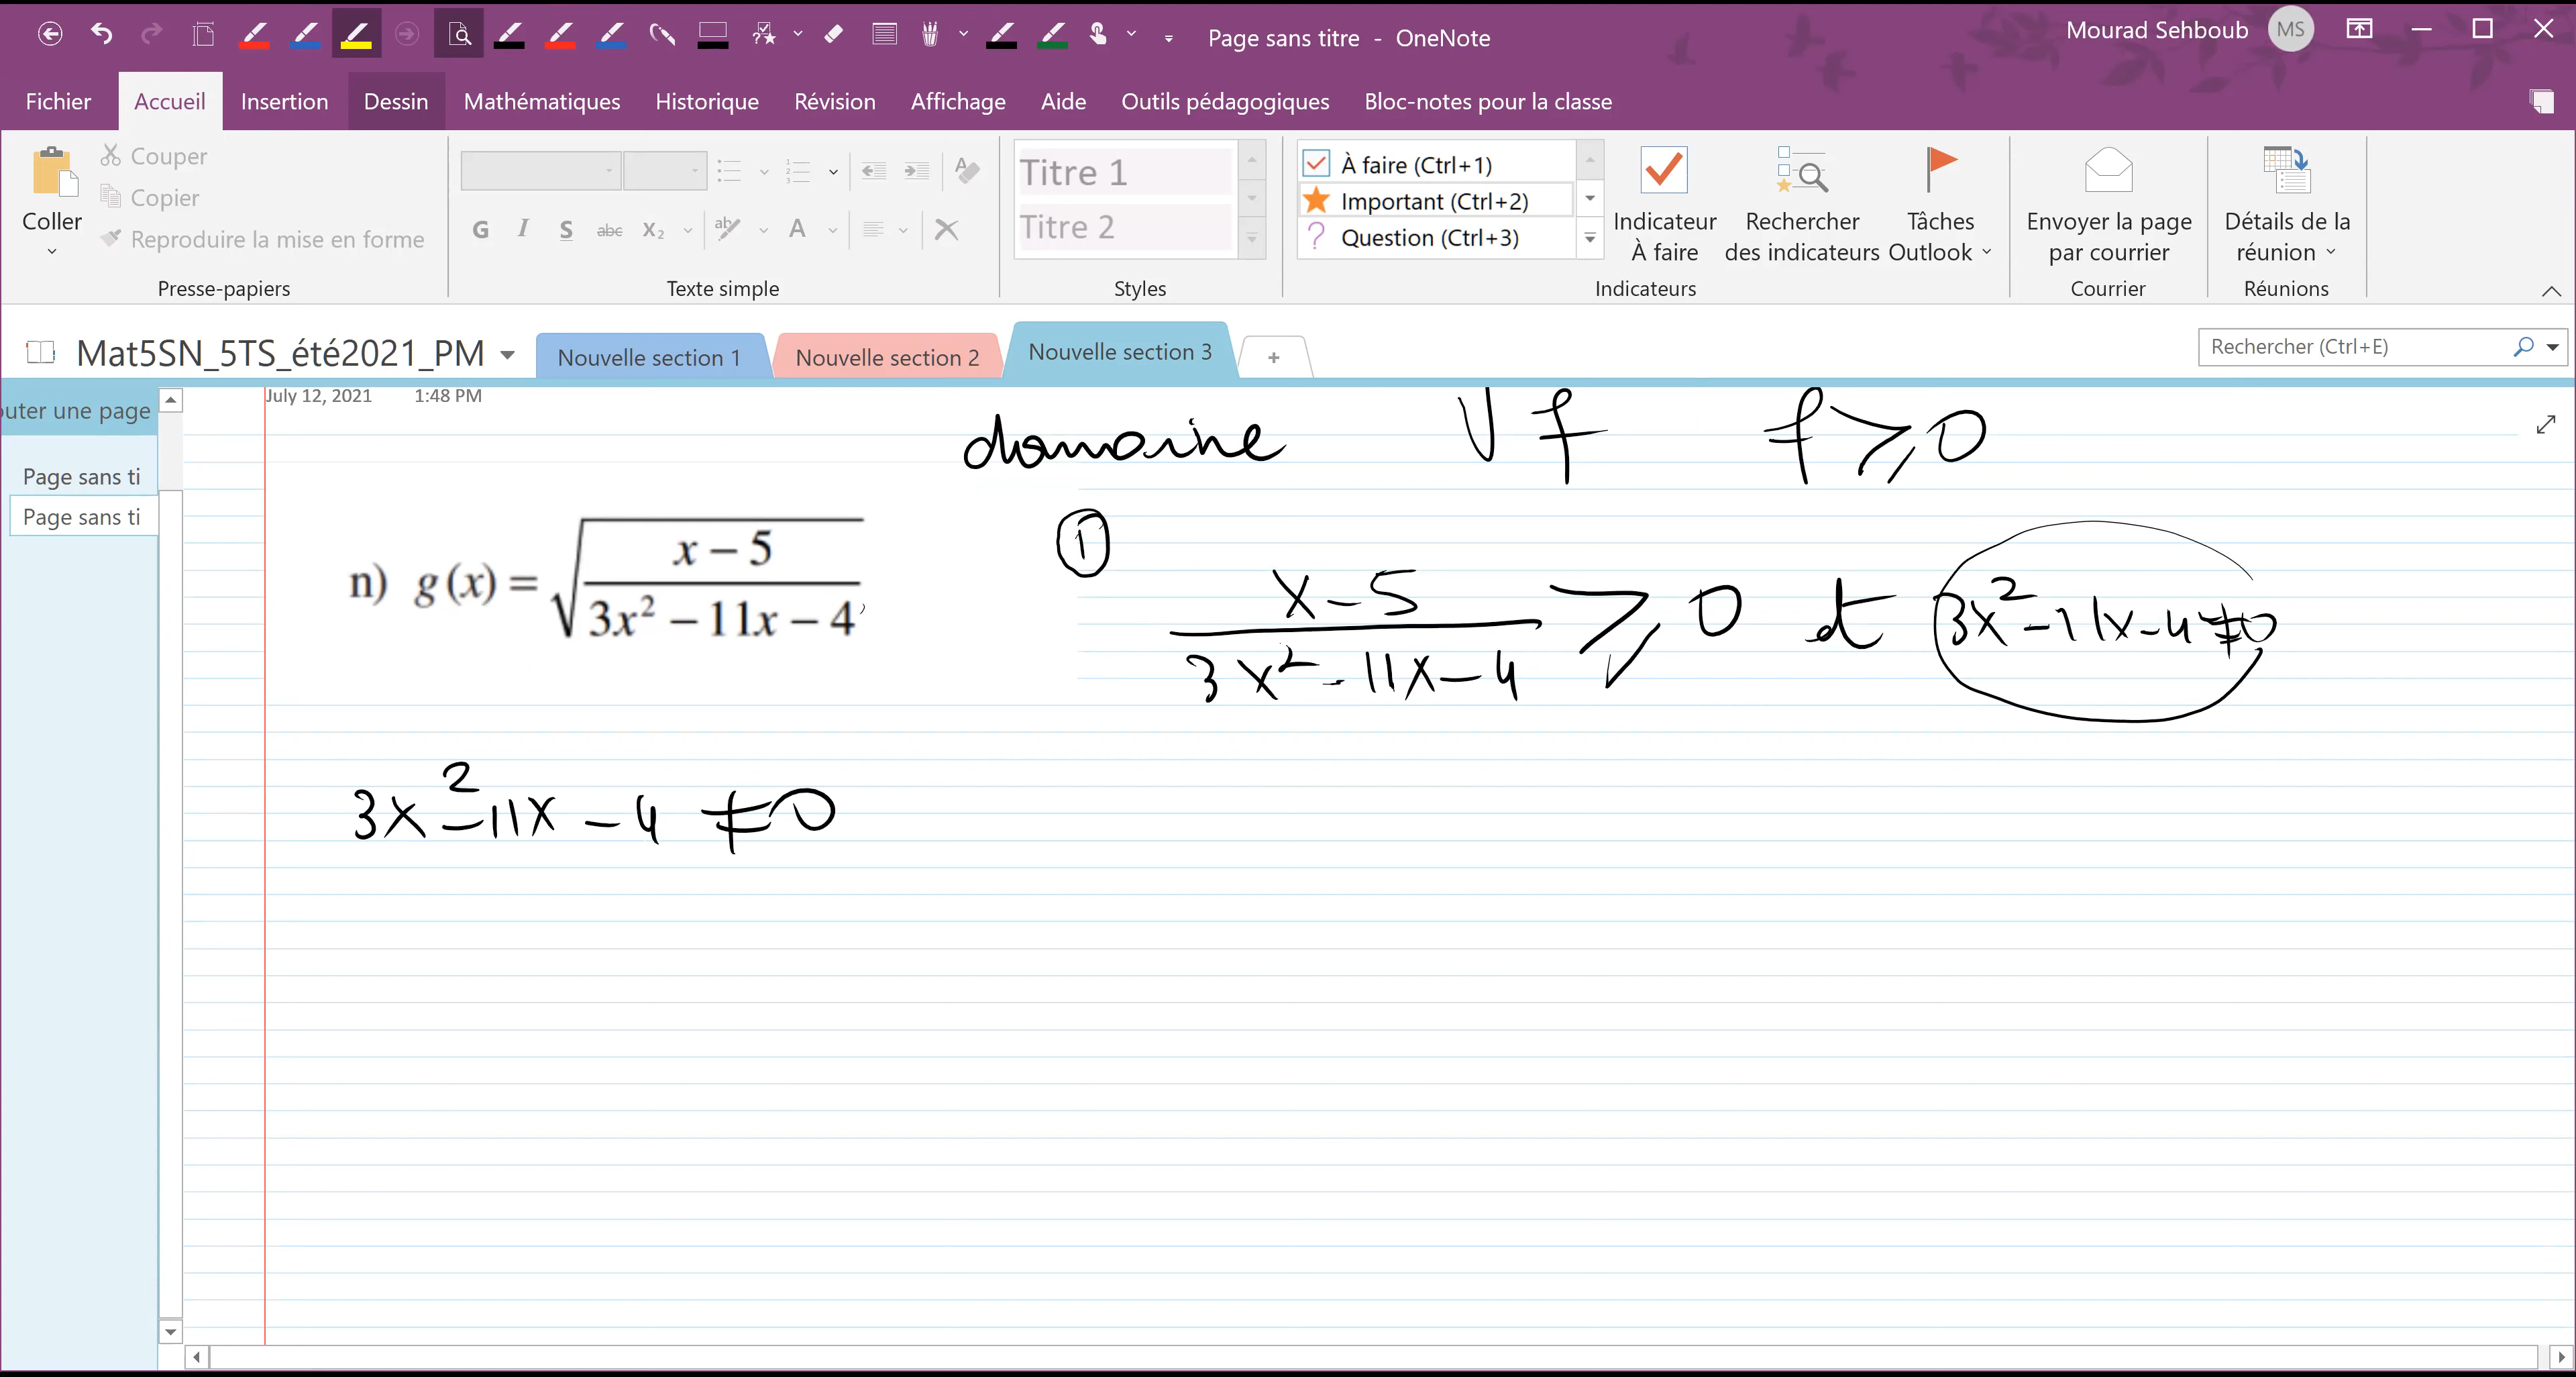 Page sans titre - OneNote
Mourad Sehboub
MS
Fichier Accueil Insertion Dessin Mathématiques Historique Révision Affichage Aide Outils pédagogiques Bloc-notes pour la classe
Coller
Couper
Copier
Reproduire la mise en forme
Presse-papiers
G I S abc X₂ ab A
Texte simple
Titre 1
Titre 2
Styles
À faire (Ctrl+1)
Important (Ctrl+2)
Question (Ctrl+3)
Indicateur À faire
Rechercher des indicateurs
Tâches Outlook
Indicateurs
Envoyer la page par courrier
Courrier
Détails de la réunion
Réunions
Mat5SN_5TS_été2021_PM
Nouvelle section 1
Nouvelle section 2
Nouvelle section 3
+
Rechercher (Ctrl+E)
outer une page
Page sans ti
Page sans ti
July 12, 2021 1:48 PM
domaine √f f ≥ 0
n) g(x) = √((x − 5)/(3x² − 11x − 4))
① (x − 5)/(3x² − 11x − 4) ≥ 0 et 3x² − 11x − 4 ≠ 0
3x² − 11x − 4 ≠ 0